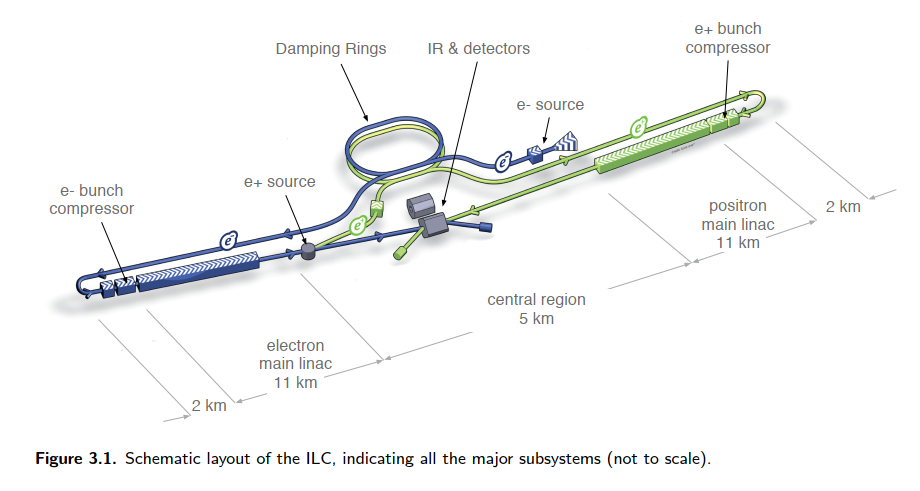 e+ bunch
compressor
Damping Rings
IR & detectors
e- source
e+
e-
e- bunch
compressor
e+ source
e+
e-
positron
main linac
11 km
2 km
central region
5 km
electron
main linac
11 km
2 km
Figure 3.1. Schematic layout of the ILC, indicating all the major subsystems (not to scale).